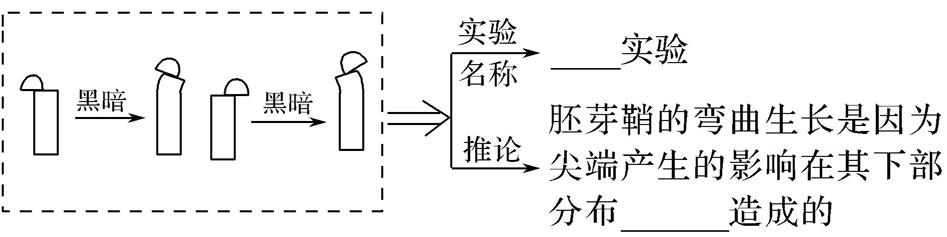 黑暗
黑暗
实验
名称
____实验
推论
胚芽鞘的弯曲生长是因为
尖端产生的影响在其下部
分布______造成的